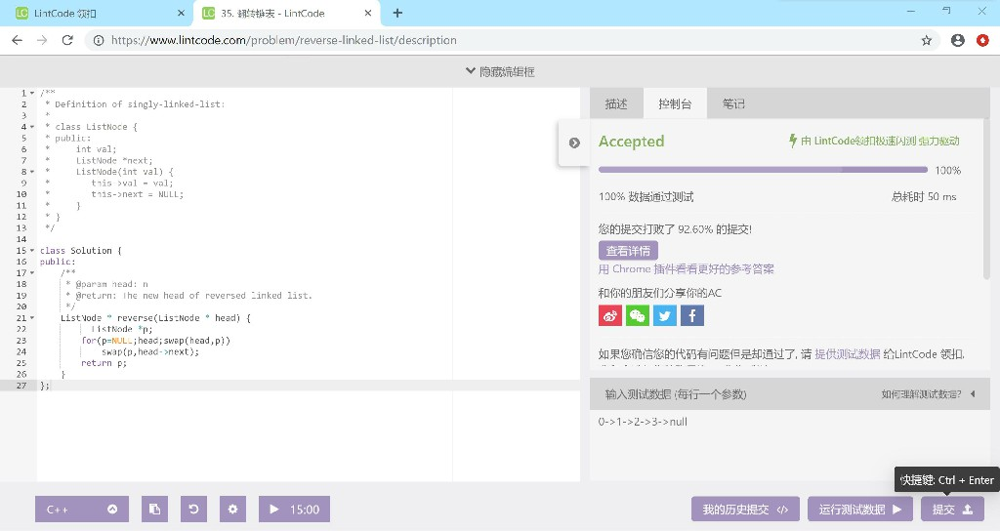 LintCode 领扣
35. 翻转链表 - LintCode
https://www.lintcode.com/problem/reverse-linked-list/description
隐藏编辑框
1 /**
2 * Definition of singly-linked-list:
3 *
4 * class ListNode {
5 * public:
6 * int val;
7 * ListNode *next;
8 * ListNode(int val) {
9 * this->val = val;
10 * this->next = NULL;
11 * }
12 * }
13 */
14
15 class Solution {
16 public:
17 /**
18 * @param head: n
19 * @return: The new head of reversed linked list.
20 */
21 ListNode * reverse(ListNode * head) {
22 ListNode *p;
23 for(p=NULL;head;swap(head,p))
24 swap(p,head->next);
25 return p;
26 }
27 };
描述 控制台 笔记
Accepted
由 LintCode领扣极速闪测 强力驱动
100%
100% 数据通过测试 总耗时 50 ms
您的提交打败了 92.60% 的提交!
查看详情
用 Chrome 插件看看更好的参考答案
和你的朋友们分享你的AC
如果您确信您的代码有问题但是却通过了, 请 提供测试数据 给LintCode 领扣.
输入测试数据 (每行一个参数) 如何理解测试数据?
0->1->2->3->null
快捷键: Ctrl + Enter
C++
15:00
我的历史提交
运行测试数据
提交